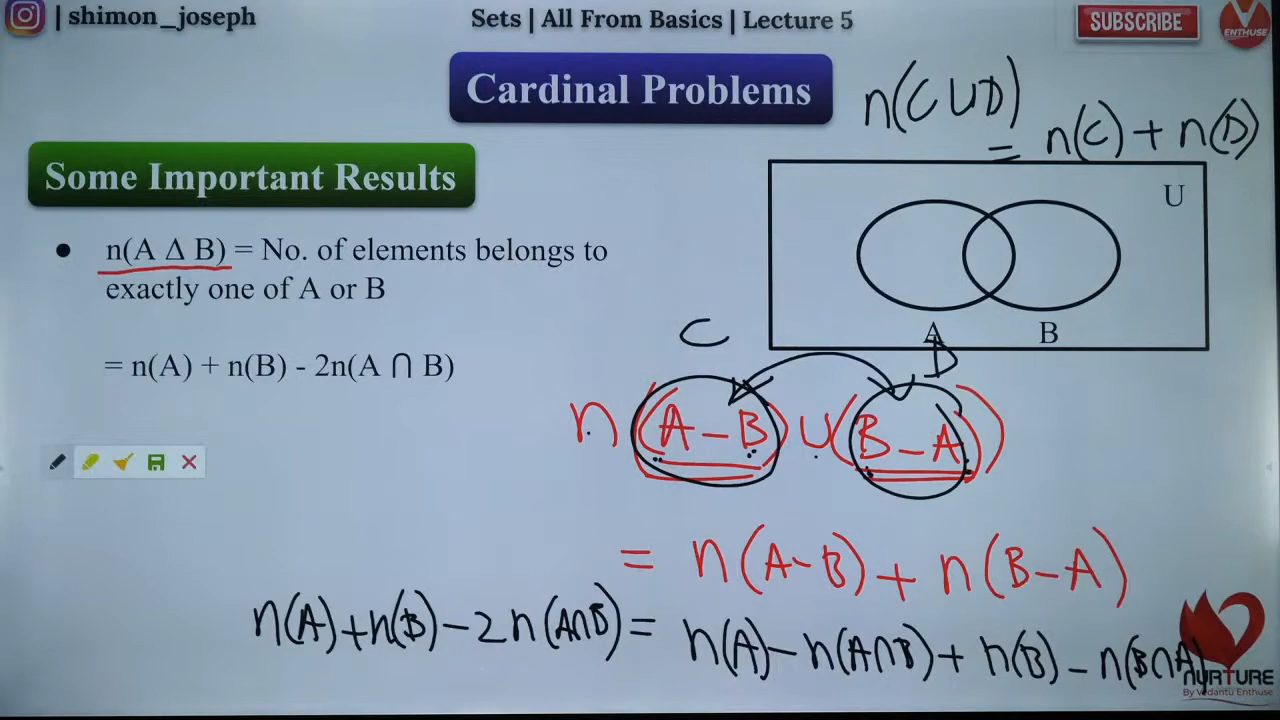 | shimon_joseph
Sets | All From Basics | Lecture 5
SUBSCRIBE
ENTHUSE
Cardinal Problems
n(C ∪ D)
= n(C) + n(D)
Some Important Results
U
● n(A Δ B) = No. of elements belongs to
exactly one of A or B
A B
C D
= n(A) + n(B) - 2n(A ∩ B)
n((A - B) ∪ (B - A))
= n(A-B) + n(B-A)
n(A)+n(B)-2n(A∩B) = n(A)-n(A∩B)+n(B)-n(B∩A)
NURTURE
By Vedantu Enthuse